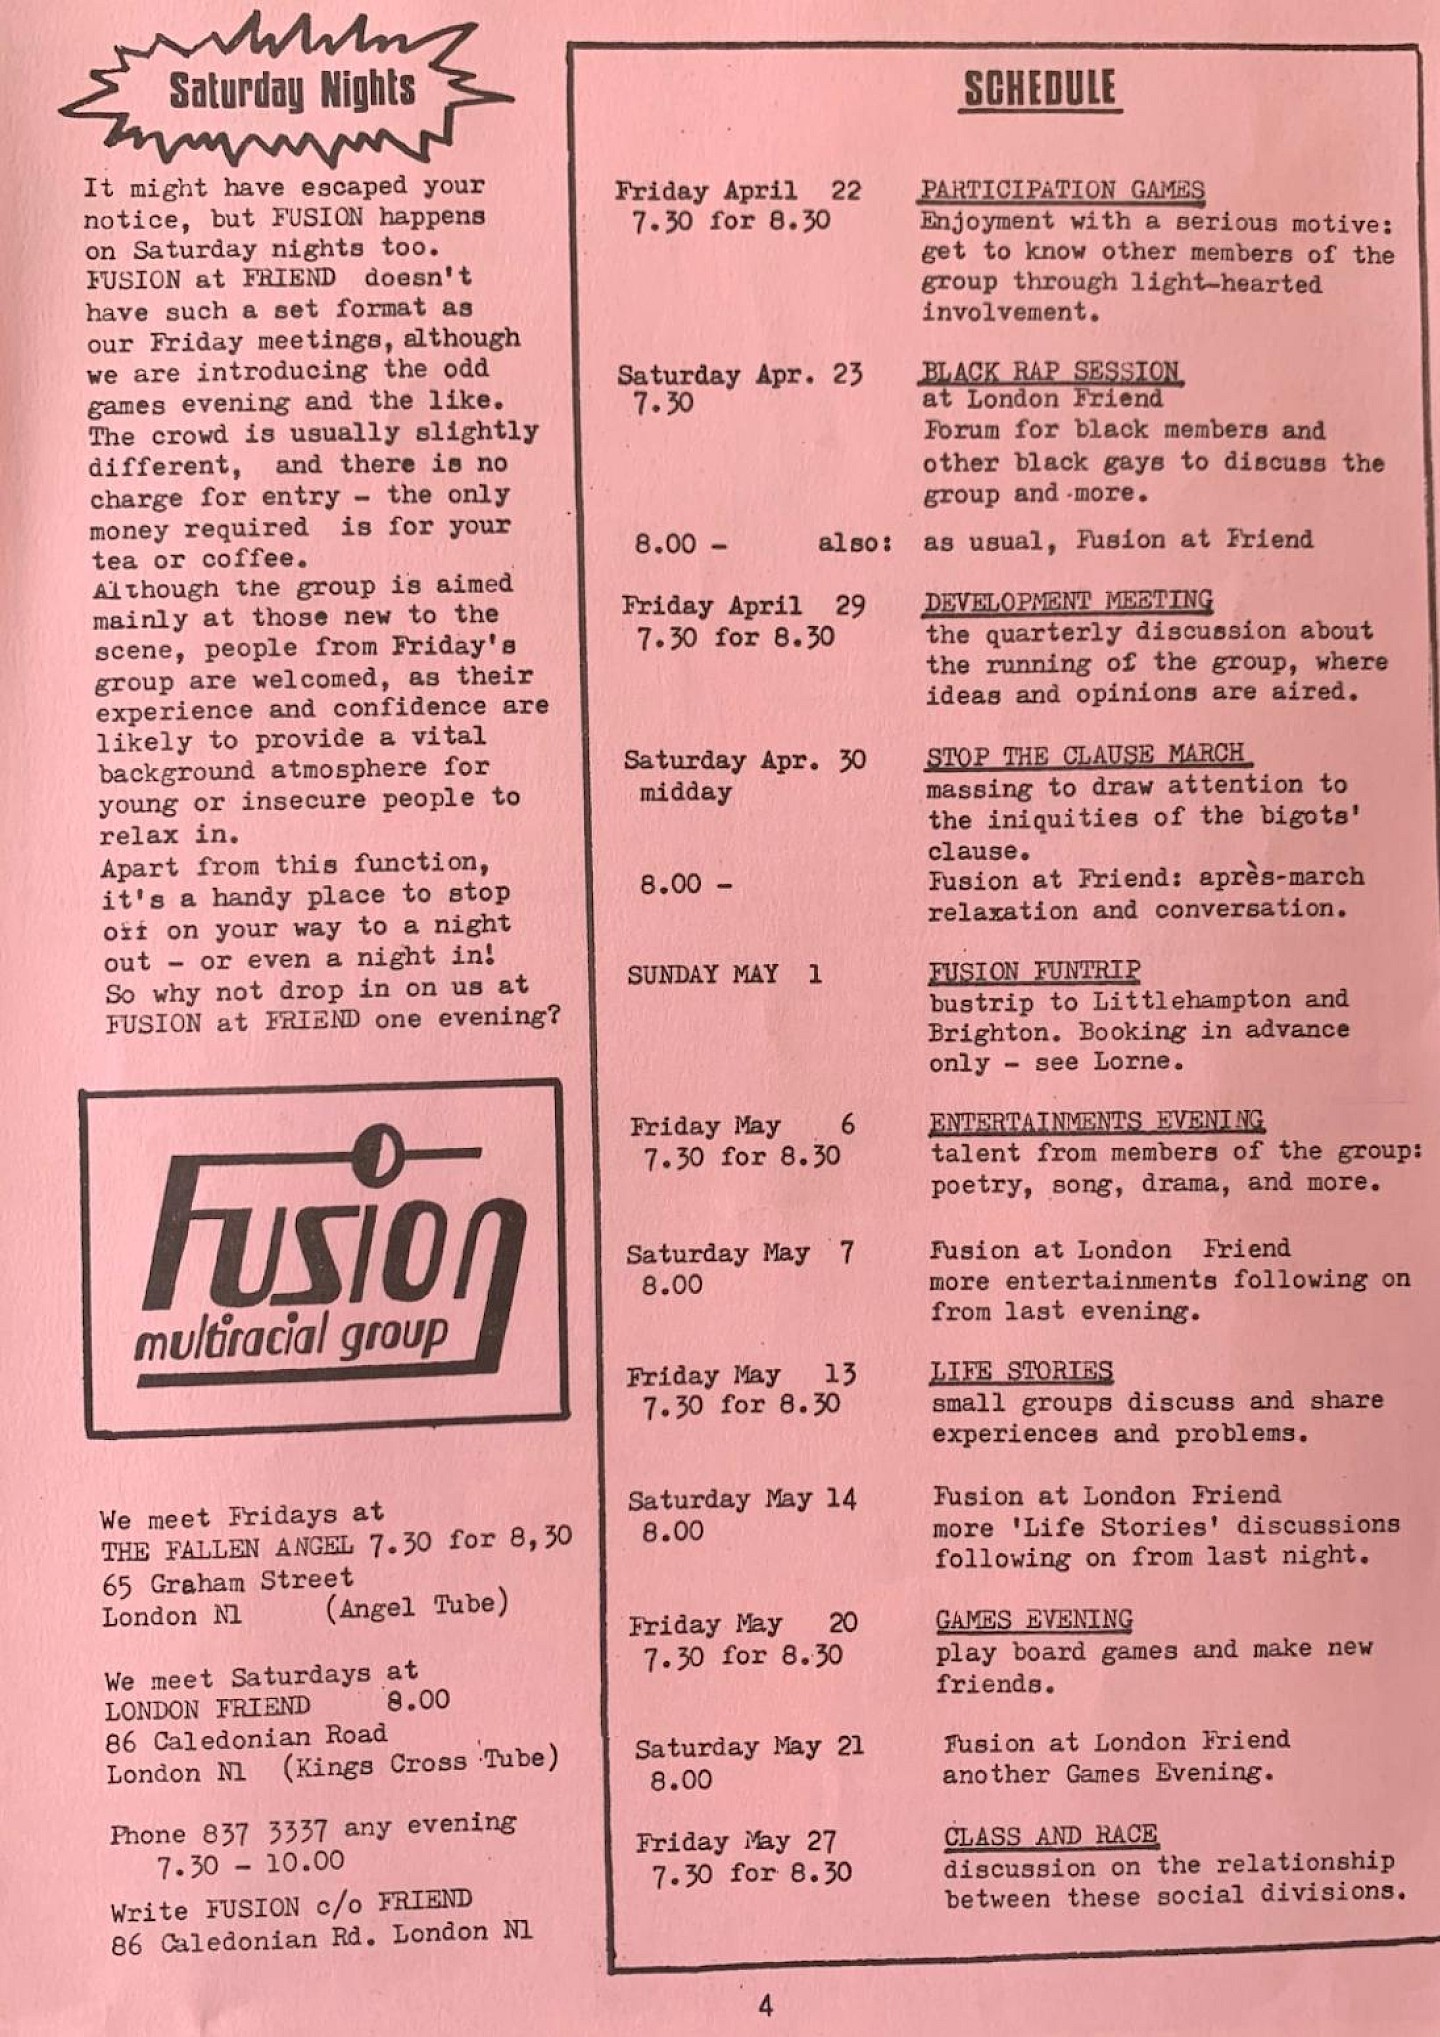 Saturday Nights
It might have escaped your
notice, but FUSION happens
on Saturday nights too.
FUSION at FRIEND doesn't
have such a set format as
our Friday meetings, although
we are introducing the odd
games evening and the like.
The crowd is usually slightly
different, and there is no
charge for entry - the only
money required is for your
tea or coffee.
Although the group is aimed
mainly at those new to the
scene, people from Friday's
group are welcomed, as their
experience and confidence are
likely to provide a vital
background atmosphere for
young or insecure people to
relax in.
Apart from this function,
it's a handy place to stop
off on your way to a night
out - or even a night in!
So why not drop in on us at
FUSION at FRIEND one evening?
Fusion
multiracial group
We meet Fridays at
THE FALLEN ANGEL 7.30 for 8,30
65 Graham Street
London N1 (Angel Tube)
We meet Saturdays at
LONDON FRIEND 8.00
86 Caledonian Road
London N1 (Kings Cross Tube)
Phone 837 3337 any evening
7.30 - 10.00
Write FUSION c/o FRIEND
86 Caledonian Rd. London N1
SCHEDULE
Friday April 22 PARTICIPATION GAMES
7.30 for 8.30 Enjoyment with a serious motive:
get to know other members of the
group through light-hearted
involvement.
Saturday Apr. 23 BLACK RAP SESSION
7.30 at London Friend
Forum for black members and
other black gays to discuss the
group and more.
8.00 - also: as usual, Fusion at Friend
Friday April 29 DEVELOPMENT MEETING
7.30 for 8.30 the quarterly discussion about
the running of the group, where
ideas and opinions are aired.
Saturday Apr. 30 STOP THE CLAUSE MARCH
midday massing to draw attention to
the iniquities of the bigots'
clause.
8.00 - Fusion at Friend: après-march
relaxation and conversation.
SUNDAY MAY 1 FUSION FUNTRIP
bustrip to Littlehampton and
Brighton. Booking in advance
only - see Lorne.
Friday May 6 ENTERTAINMENTS EVENING
7.30 for 8.30 talent from members of the group:
poetry, song, drama, and more.
Saturday May 7 Fusion at London Friend
8.00 more entertainments following on
from last evening.
Friday May 13 LIFE STORIES
7.30 for 8.30 small groups discuss and share
experiences and problems.
Saturday May 14 Fusion at London Friend
8.00 more 'Life Stories' discussions
following on from last night.
Friday May 20 GAMES EVENING
7.30 for 8.30 play board games and make new
friends.
Saturday May 21 Fusion at London Friend
8.00 another Games Evening.
Friday May 27 CLASS AND RACE
7.30 for 8.30 discussion on the relationship
between these social divisions.
4